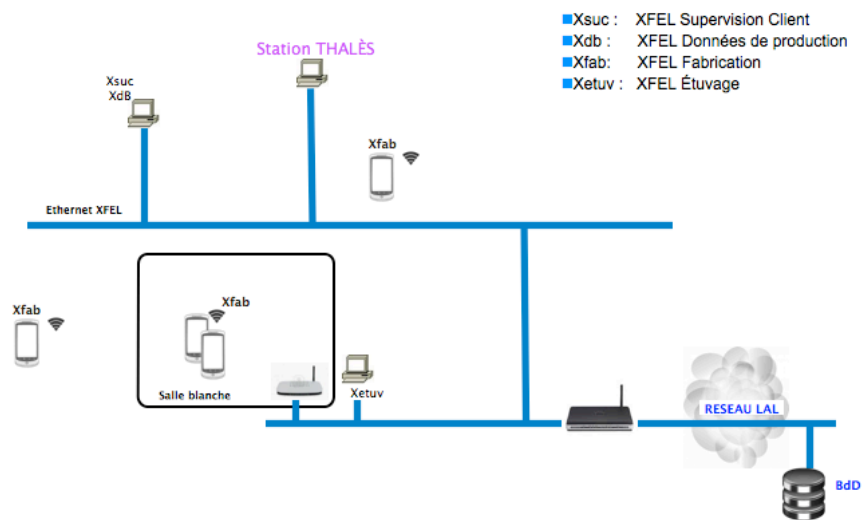 Xsuc : XFEL Supervision Client
Xdb : XFEL Données de production
Xfab: XFEL Fabrication
Xetuv : XFEL Étuvage
Station THALÈS
Xsuc
XdB
Xfab
Ethernet XFEL
Xfab
Xfab
Salle blanche
Xetuv
RESEAU LAL
BdD